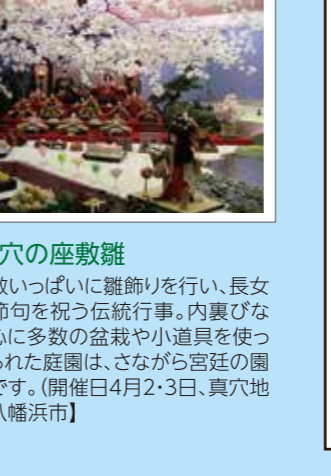 穴の座敷雛
敷いっぱいに雛飾りを行い、長女
節句を祝う伝統行事。内裏びな
心に多数の盆栽や小道具を使っ
られた庭園は、さながら宮廷の園
です。(開催日4月2・3日、真穴地
八幡浜市】